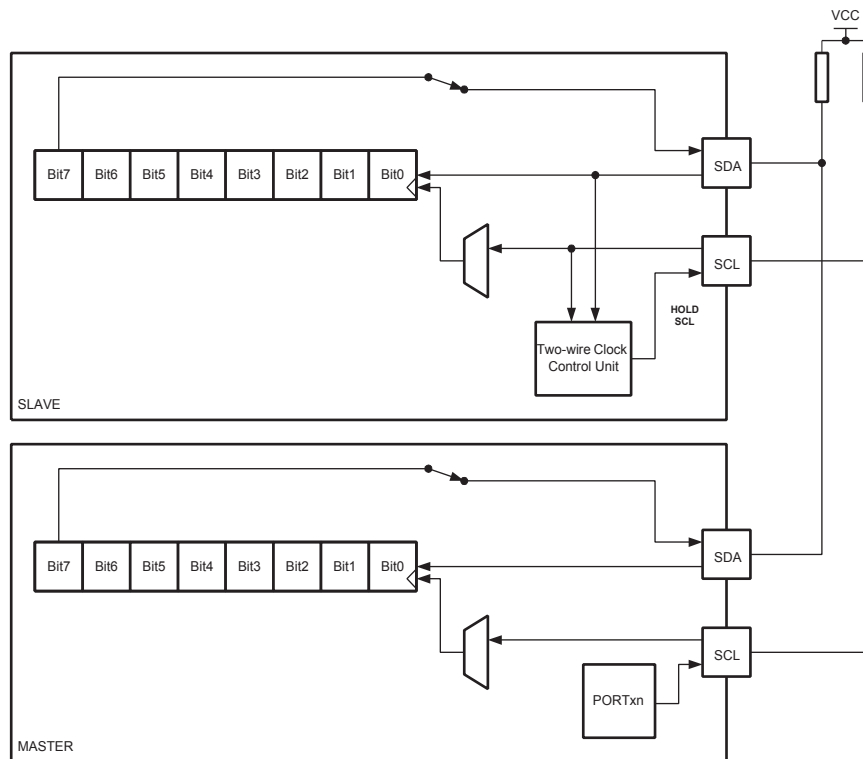 VCC
Bit7 Bit6 Bit5 Bit4 Bit3 Bit2 Bit1 Bit0
SDA
SCL
HOLD
SCL
Two-wire Clock
Control Unit
SLAVE
Bit7 Bit6 Bit5 Bit4 Bit3 Bit2 Bit1 Bit0
SDA
SCL
PORTxn
MASTER